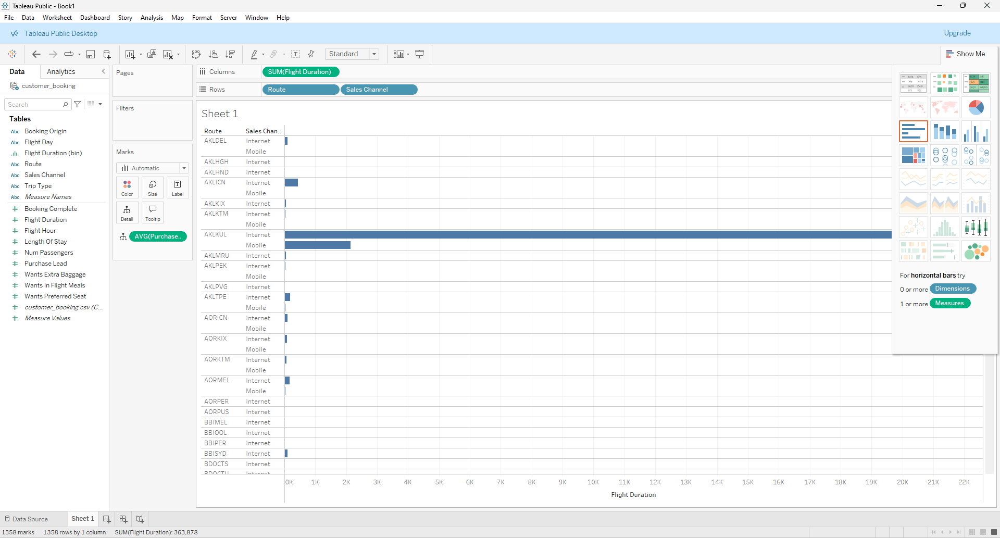 Tableau Public - Book1
File Data Worksheet Dashboard Story Analysis Map Format Server Window Help
Tableau Public Desktop
Upgrade
Standard
Show Me
Data Analytics
customer_booking
Search
Tables
Abc Booking Origin
Abc Flight Day
Flight Duration (bin)
Abc Route
Abc Sales Channel
Abc Trip Type
Abc Measure Names
Booking Complete
Flight Duration
Flight Hour
Length Of Stay
Num Passengers
Purchase Lead
Wants Extra Baggage
Wants In Flight Meals
Wants Preferred Seat
customer_booking.csv (C...
Measure Values
Pages
Filters
Marks
Automatic
Color Size Label
Detail Tooltip
AVG(Purchase..
Columns SUM(Flight Duration)
Rows Route Sales Channel
Sheet 1
Route Sales Chan..
AKLDEL Internet
Mobile
AKLHGH Internet
AKLHND Internet
AKLICN Internet
Mobile
AKLKIX Internet
AKLKTM Internet
Mobile
AKLKUL Internet
Mobile
AKLMRU Internet
AKLPEK Internet
Mobile
AKLPVG Internet
AKLTPE Internet
Mobile
AORICN Internet
Mobile
AORKIX Internet
Mobile
AORKTM Internet
Mobile
AORMEL Internet
Mobile
AORPER Internet
AORPUS Internet
BBIMEL Internet
BBIOOL Internet
BBIPER Internet
BBISYD Internet
BDOCTS Internet
BDOCTU Internet
0K 1K 2K 3K 4K 5K 6K 7K 8K 9K 10K 11K 12K 13K 14K 15K 16K 17K 18K 19K 20K 21K 22K
Flight Duration
For horizontal bars try
0 or more Dimensions
1 or more Measures
Data Source Sheet 1
1358 marks 1358 rows by 1 column SUM(Flight Duration): 363,878